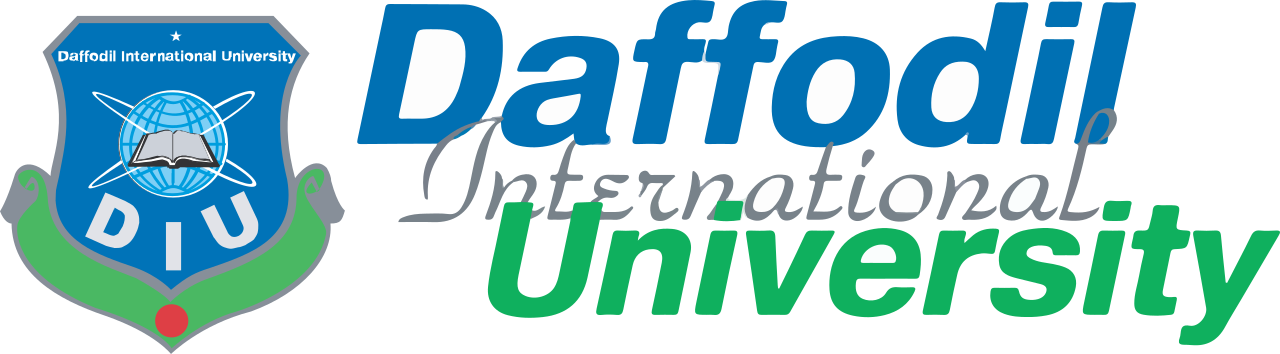 Daffodil International University
D I U
Daffodil
International
University